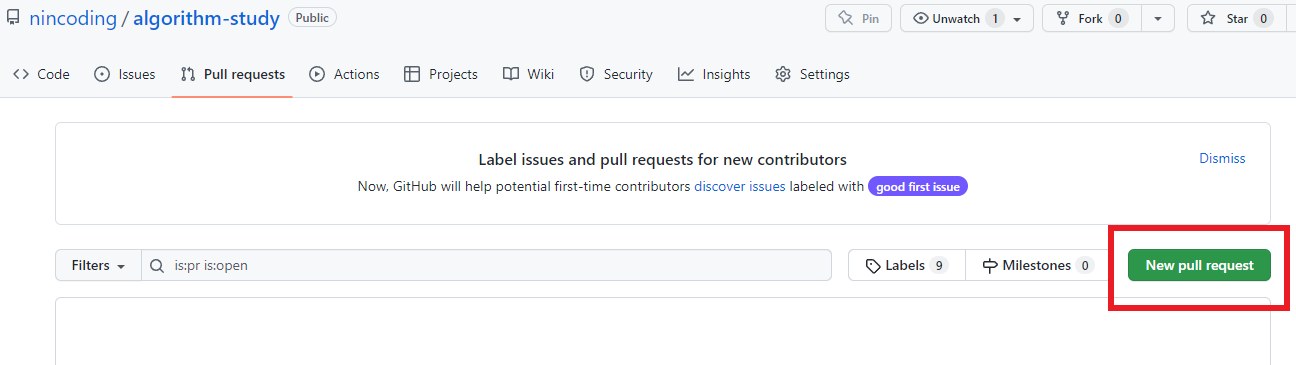 nincoding / algorithm-study Public Pin Unwatch 1 Fork 0 Star 0
Code Issues Pull requests Actions Projects Wiki Security Insights Settings
Label issues and pull requests for new contributors Dismiss
Now, GitHub will help potential first-time contributors discover issues labeled with good first issue
Filters is:pr is:open Labels 9 Milestones 0 New pull request